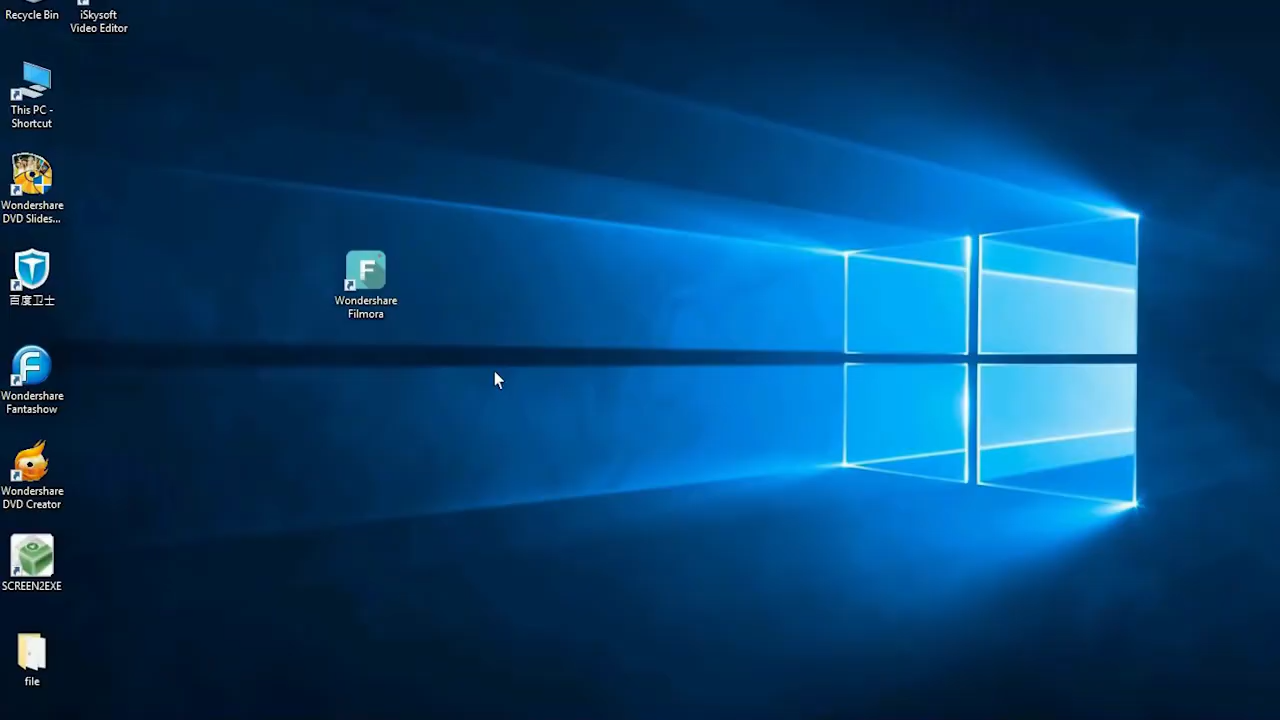 Recycle Bin
iSkysoft
Video Editor
This PC -
Shortcut
Wondershare
DVD Slides...
百度卫士
Wondershare
Fantashow
Wondershare
DVD Creator
SCREEN2EXE
file
F
Wondershare
Filmora